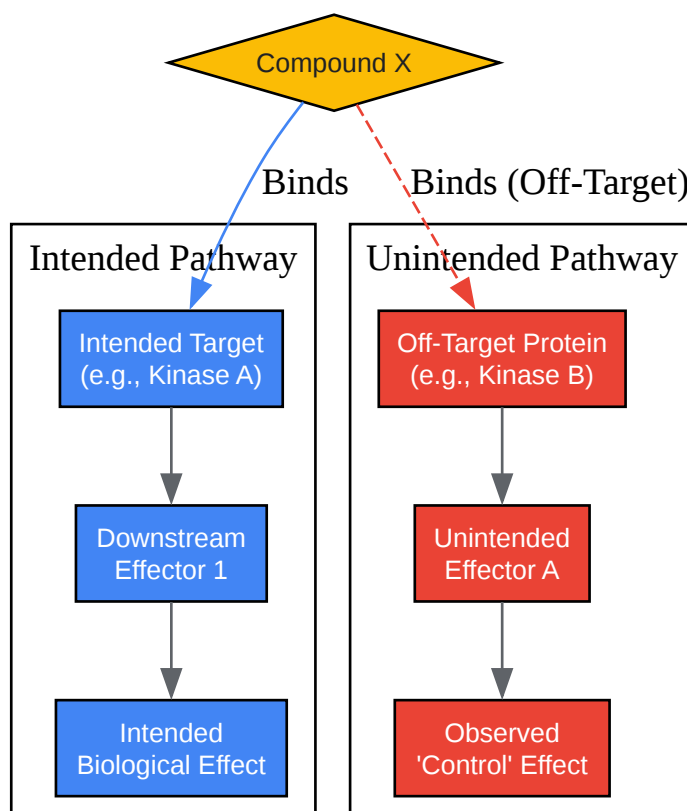 Compound X
Binds
Binds (Off-Target)
Intended Pathway
Unintended Pathway
Intended Target
(e.g., Kinase A)
Off-Target Protein
(e.g., Kinase B)
Downstream
Effector 1
Unintended
Effector A
Intended
Biological Effect
Observed
'Control' Effect